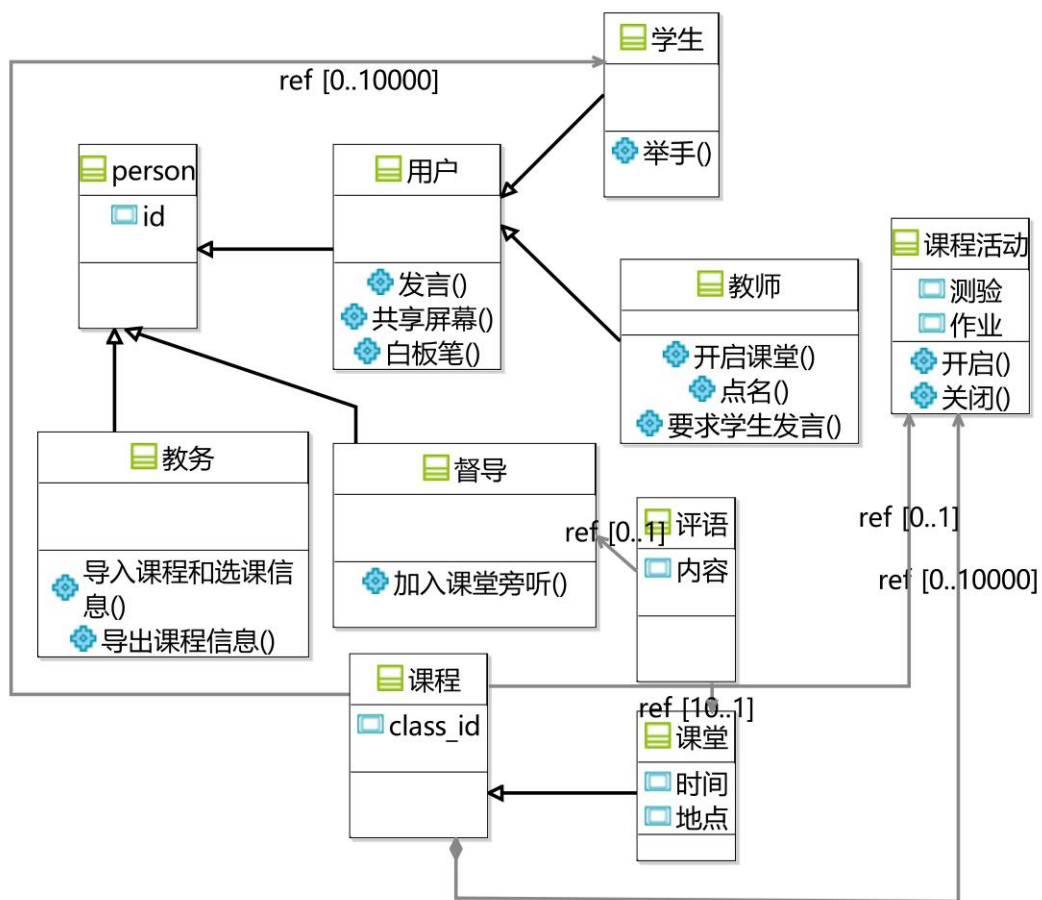 学生
举手()
ref [0..10000]
person
id
用户
发言()
共享屏幕()
白板笔()
教师
开启课堂()
点名()
要求学生发言()
课程活动
测验
作业
开启()
关闭()
教务
导入课程和选课信
息()
导出课程信息()
督导
加入课堂旁听()
ref [0..1]
评语
内容
ref [0..1]
ref [0..10000]
课程
class_id
ref [10..1]
课堂
时间
地点